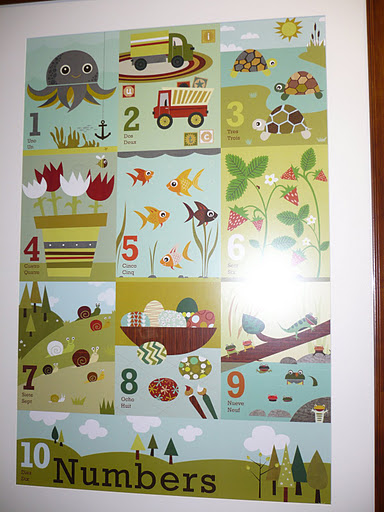 1
Uno
Un
2
Dos
Deux
3
Tres
Trois
4
Cuatro
Quatre
5
Cinco
Cinq
6
7
Siete
Sept
8
Ocho
Huit
9
Nueve
Neuf
10
Diez
Dix
Numbers